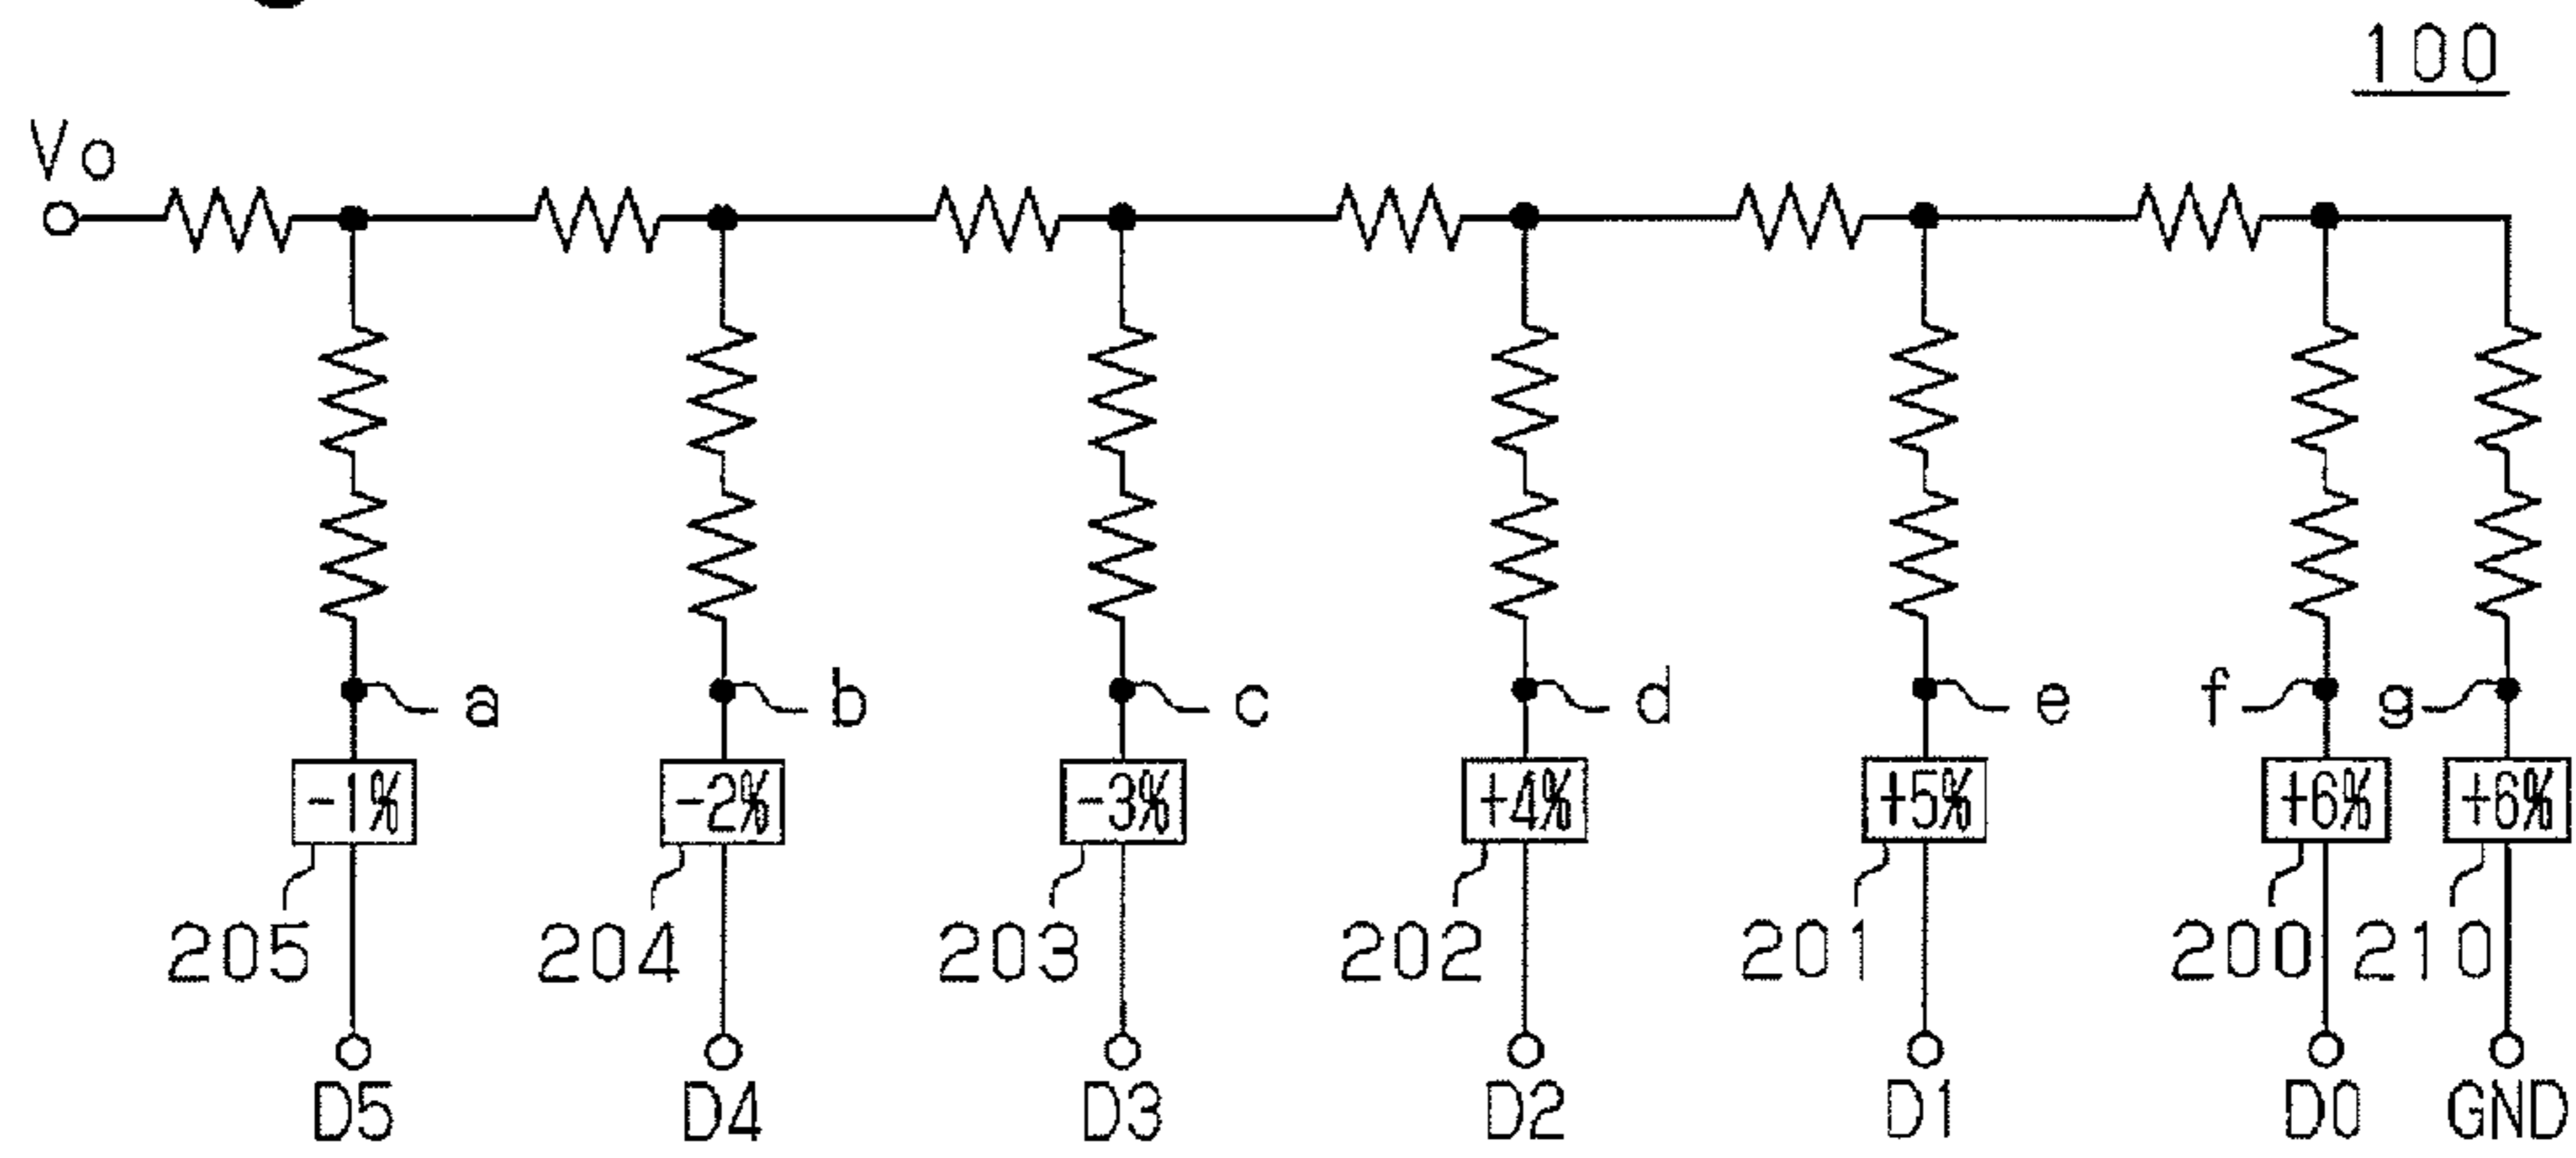 100
Vo
a b c d e f g
-1% -2% -3% +4% +5% +6% +6%
205 204 203 202 201 200 210
D5 D4 D3 D2 D1 D0 GND